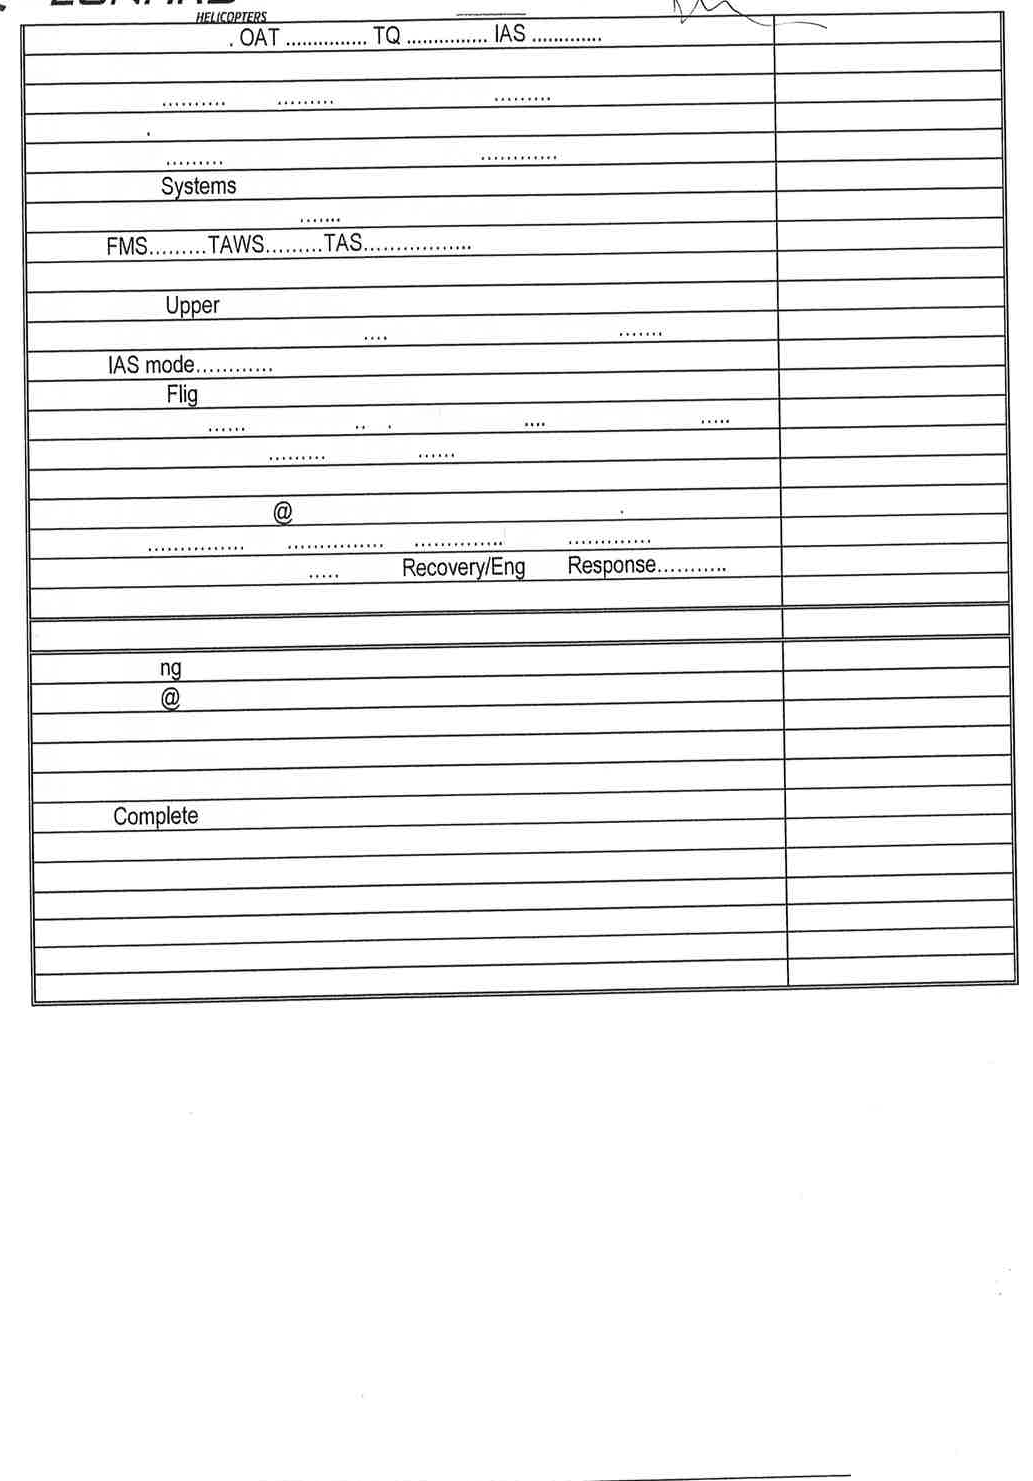 HELICOPTERS
. OAT ............... TQ ............... IAS .............
.......... ......... .........
.
......... ............
Systems
.......
FMS.........TAWS.........TAS.................
Upper
.... .......
IAS mode............
Flig
...... .. . .... .....
......... ......
@ .
............... ............... .............. .............
..... Recovery/Eng Response...........
ng
@
Complete